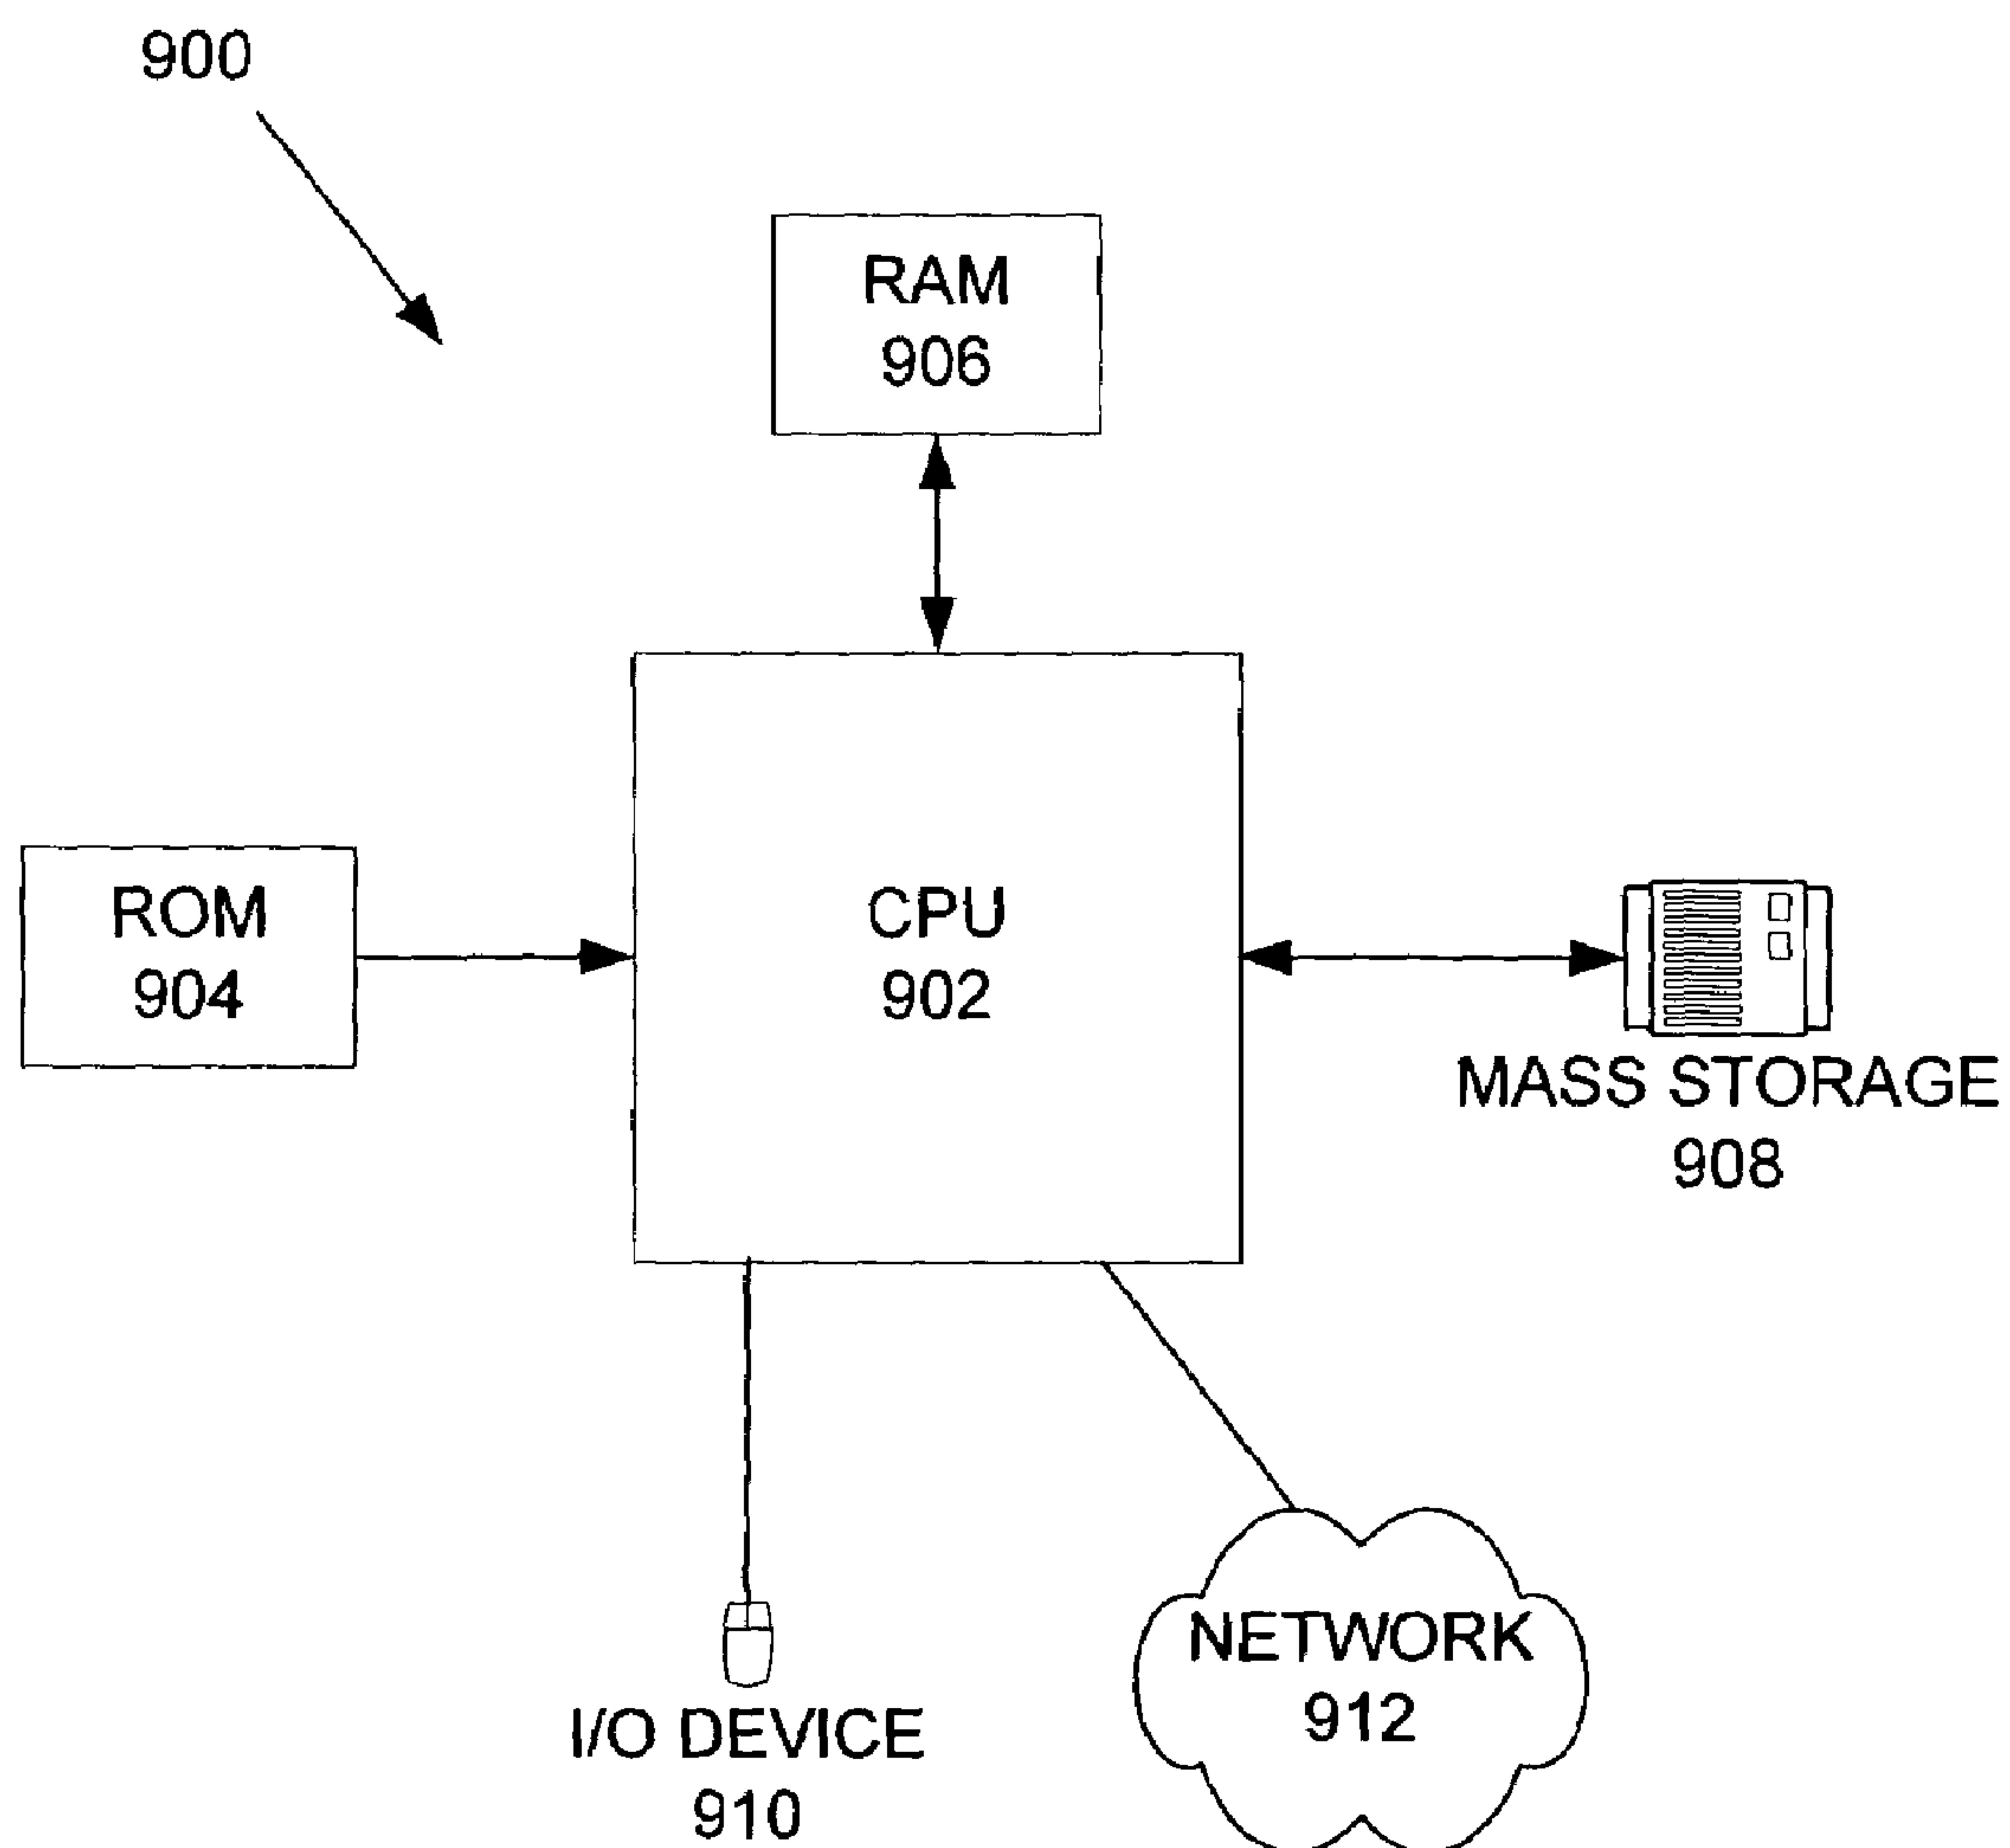 900
RAM
906
ROM
904
CPU
902
MASS STORAGE
908
I/O DEVICE
910
NETWORK
912